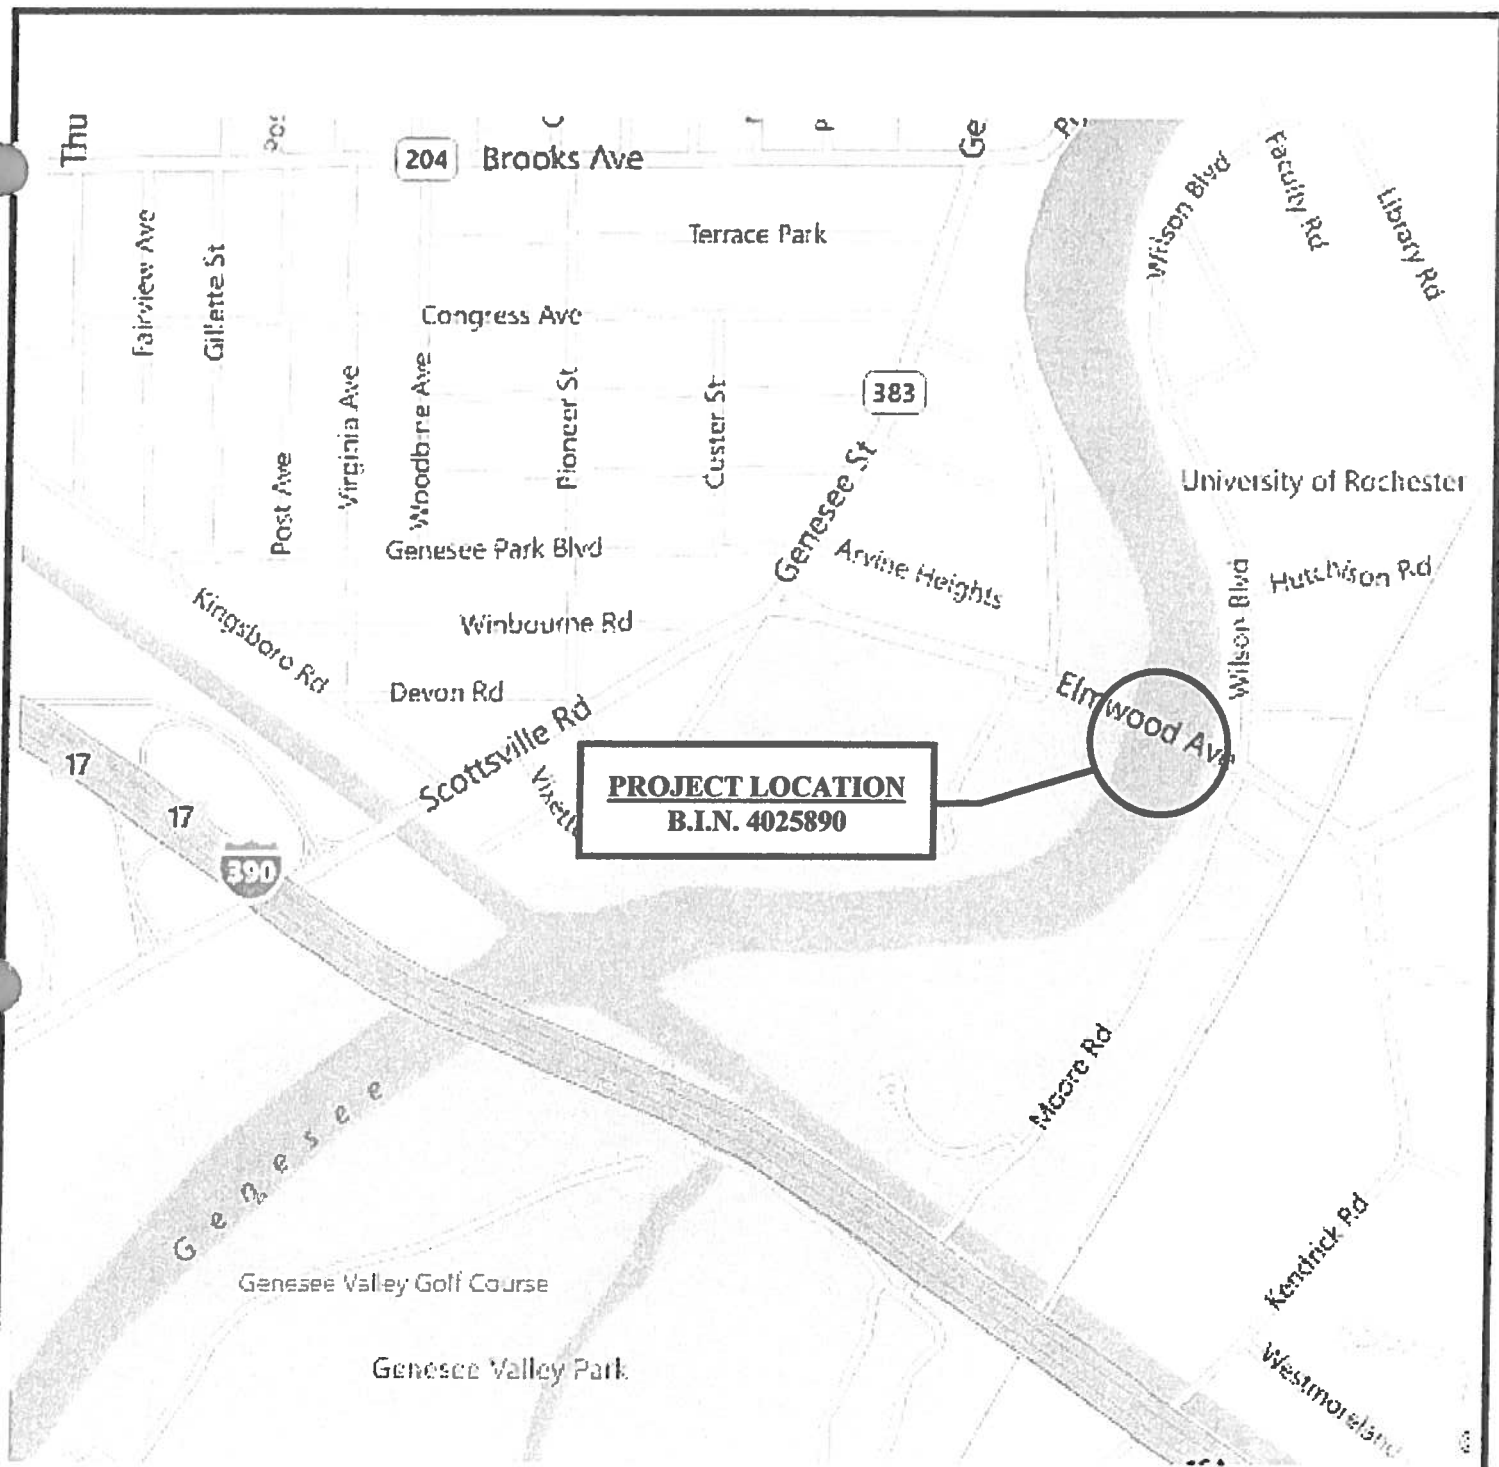 Thu
204
Brooks Ave
Ge
Wilson Blvd
Faculty Rd
Library Rd
Fairview Ave
Gillette St
Terrace Park
Congress Ave
Post Ave
Virginia Ave
Woodbine Ave
Pioneer St
Custer St
383
Genesee St
University of Rochester
Genesee Park Blvd
Arvine Heights
Hutchison Rd
Kingsboro Rd
Winbourne Rd
Wilson Blvd
Devon Rd
Elmwood Ave
Scottsville Rd
17
17
390
PROJECT LOCATION
B.I.N. 4025890
Moore Rd
Genesee
Kendrick Rd
Genesee Valley Golf Course
Genesee Valley Park
Westmoreland